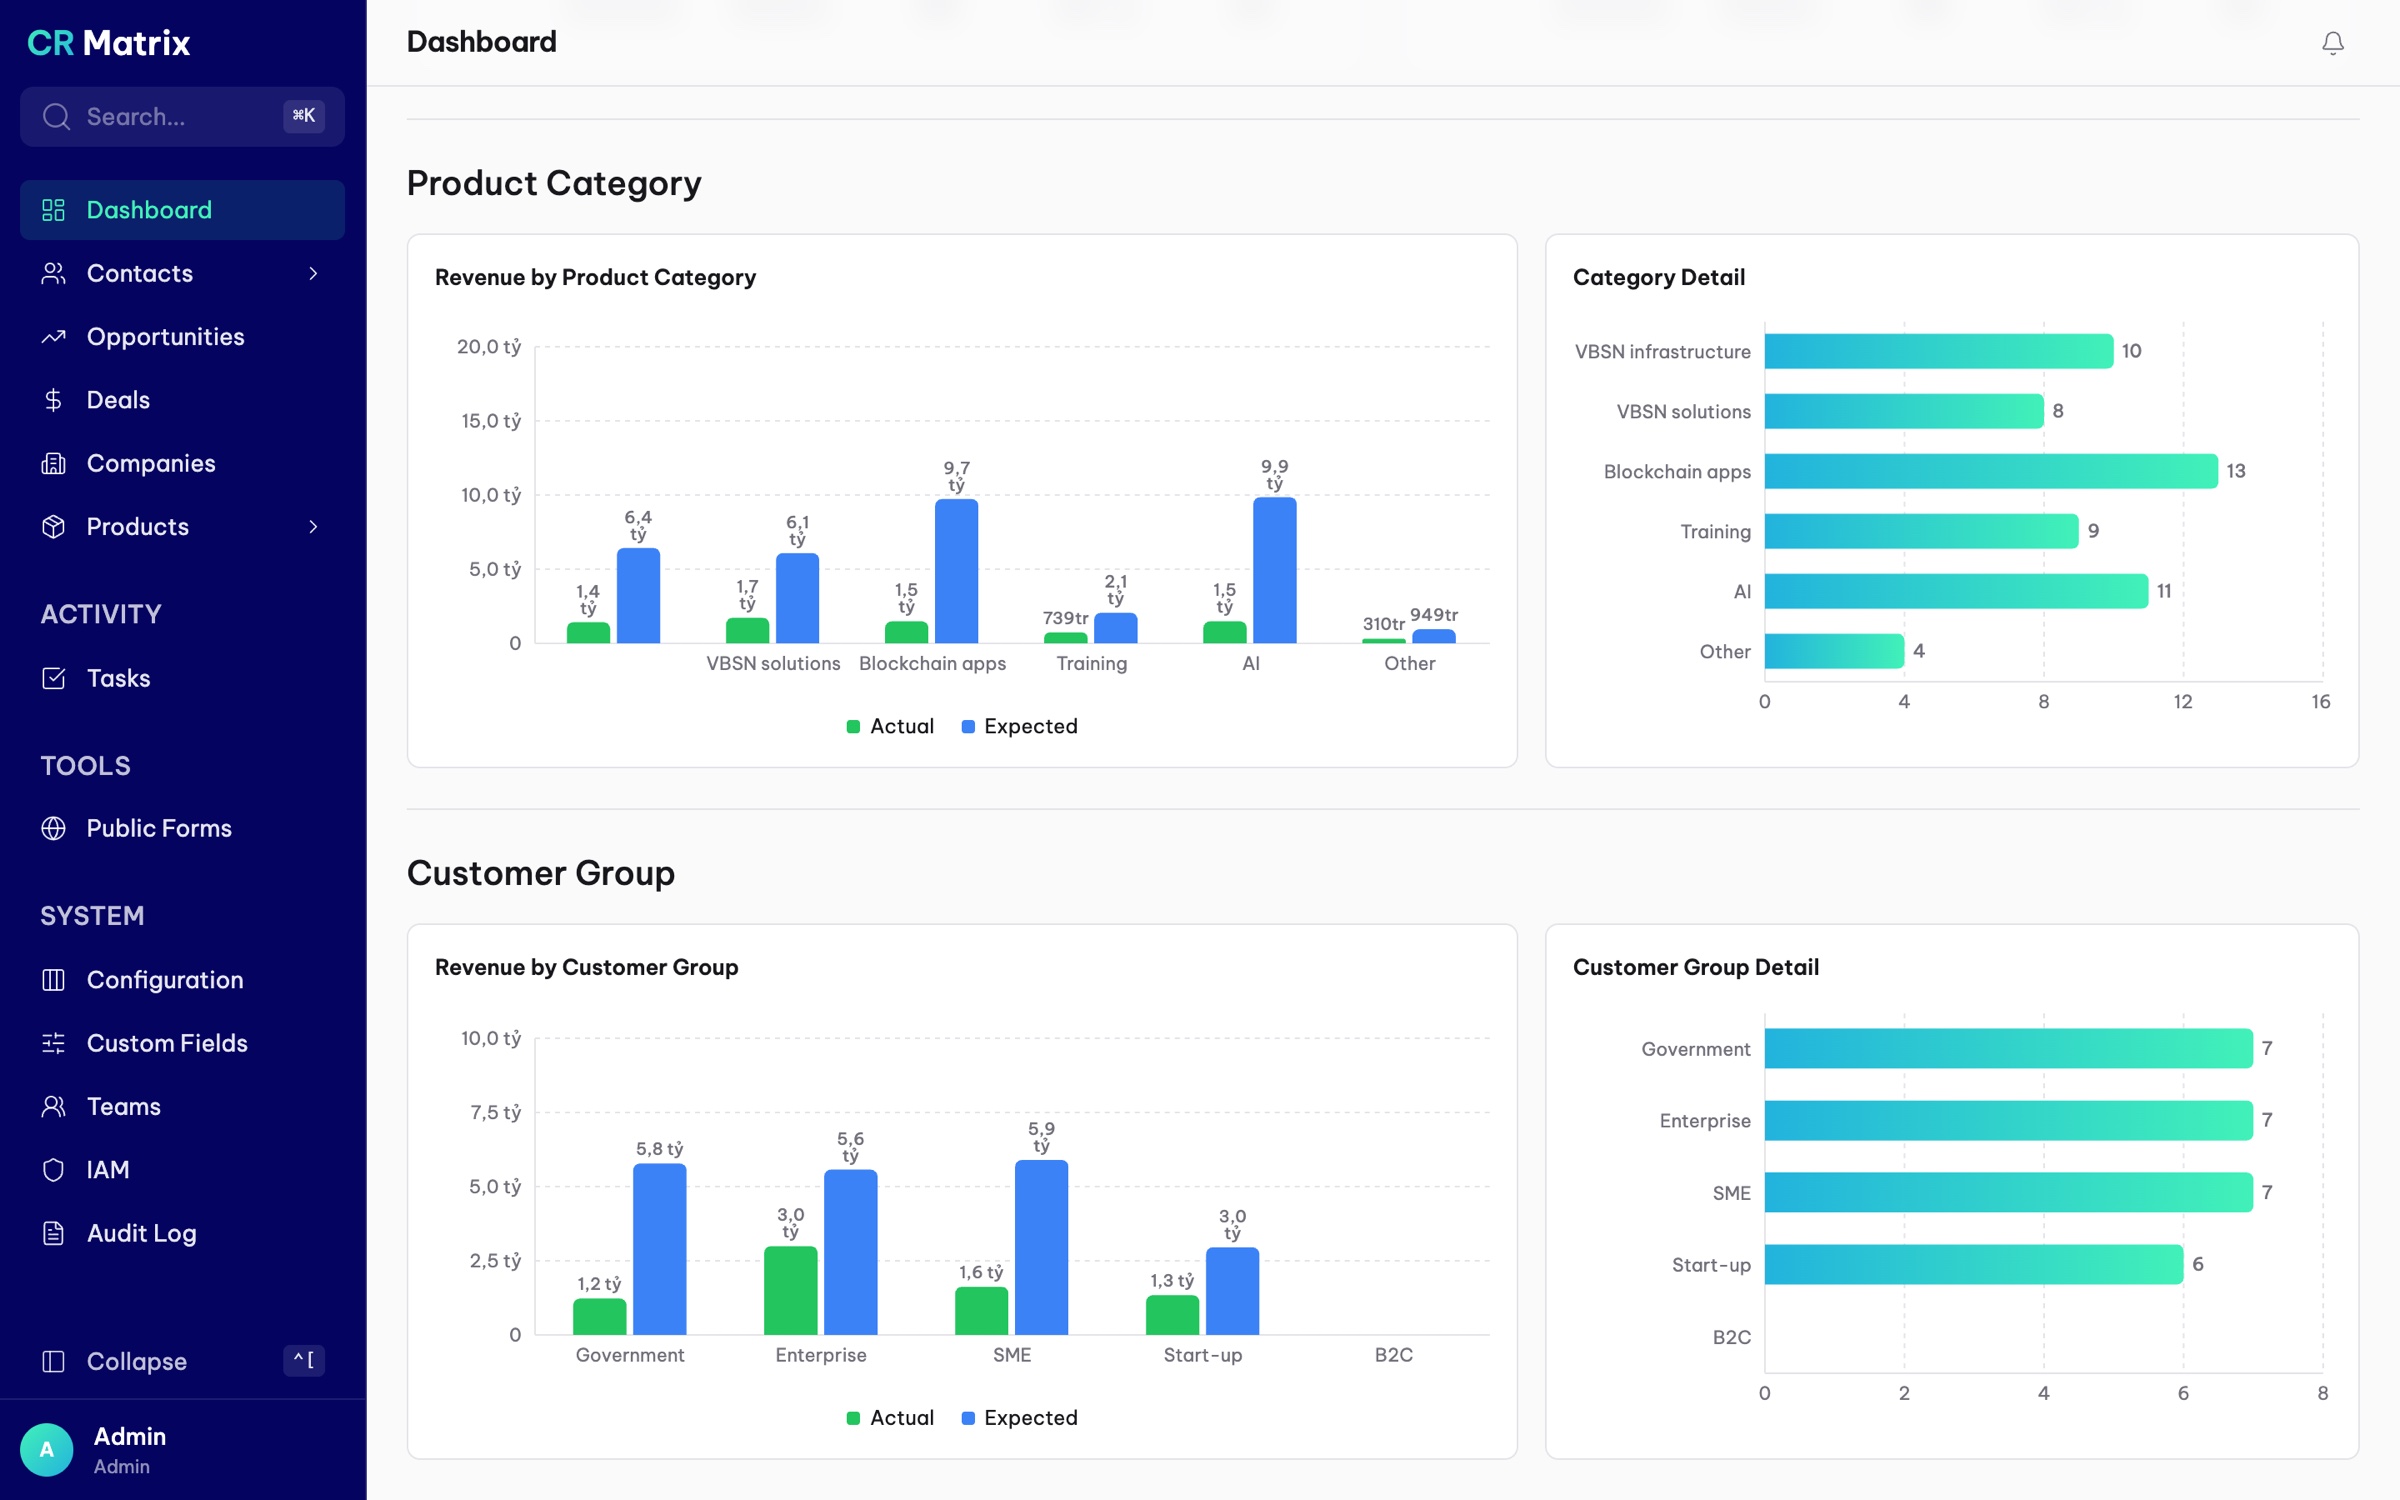 CR Matrix
Search...
⌘K
Dashboard
Contacts
Opportunities
Deals
Companies
Products
ACTIVITY
Tasks
TOOLS
Public Forms
SYSTEM
Configuration
Custom Fields
Teams
IAM
Audit Log
Collapse
^[
A
Admin
Admin
Dashboard
Product Category
Revenue by Product Category
20,0 tỷ
15,0 tỷ
10,0 tỷ
5,0 tỷ
0
1,4
tỷ
6,4
tỷ
1,7
tỷ
6,1
tỷ
1,5
tỷ
9,7
tỷ
739tr
2,1
tỷ
1,5
tỷ
9,9
tỷ
310tr
949tr
VBSN solutions
Blockchain apps
Training
AI
Other
Actual
Expected
Category Detail
VBSN infrastructure
10
VBSN solutions
8
Blockchain apps
13
Training
9
AI
11
Other
4
0
4
8
12
16
Customer Group
Revenue by Customer Group
10,0 tỷ
7,5 tỷ
5,0 tỷ
2,5 tỷ
0
1,2 tỷ
5,8 tỷ
3,0
tỷ
5,6
tỷ
1,6 tỷ
5,9
tỷ
1,3 tỷ
3,0
tỷ
Government
Enterprise
SME
Start-up
B2C
Actual
Expected
Customer Group Detail
Government
7
Enterprise
7
SME
7
Start-up
6
B2C
0
2
4
6
8